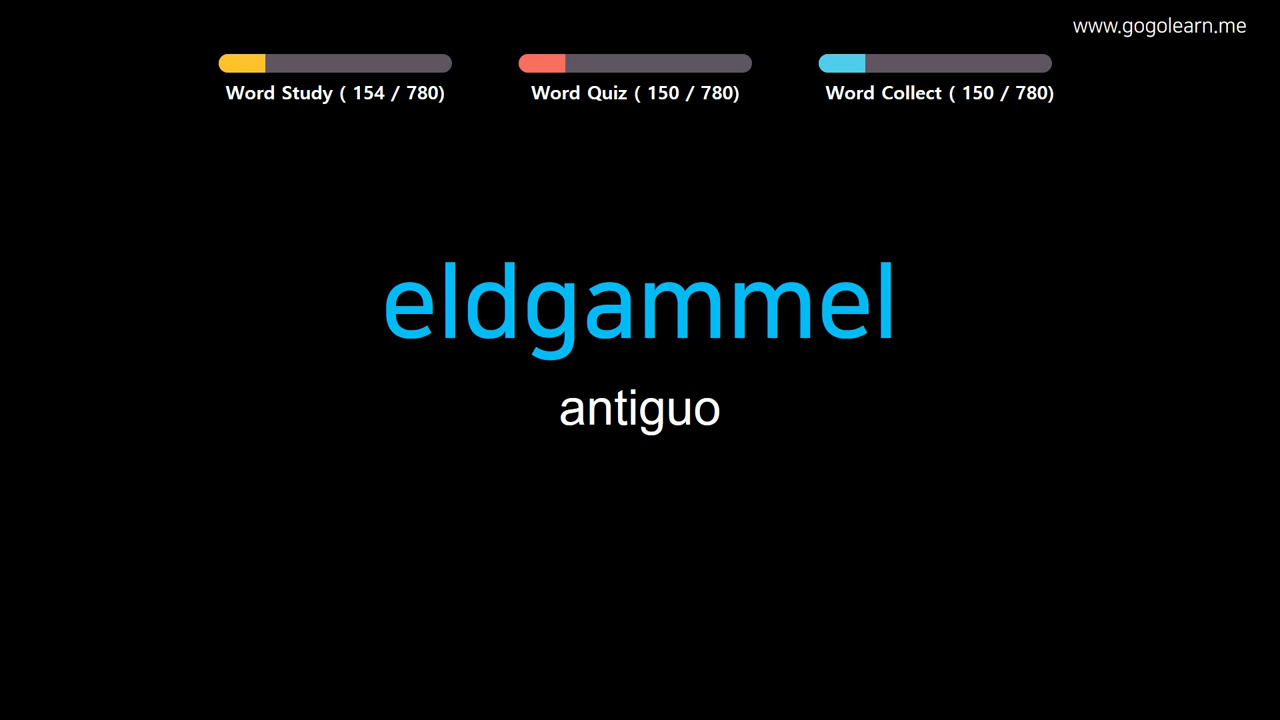 www.gogolearn.me
Word Study ( 154 / 780)
Word Quiz ( 150 / 780)
Word Collect ( 150 / 780)
eldgammel
antiguo